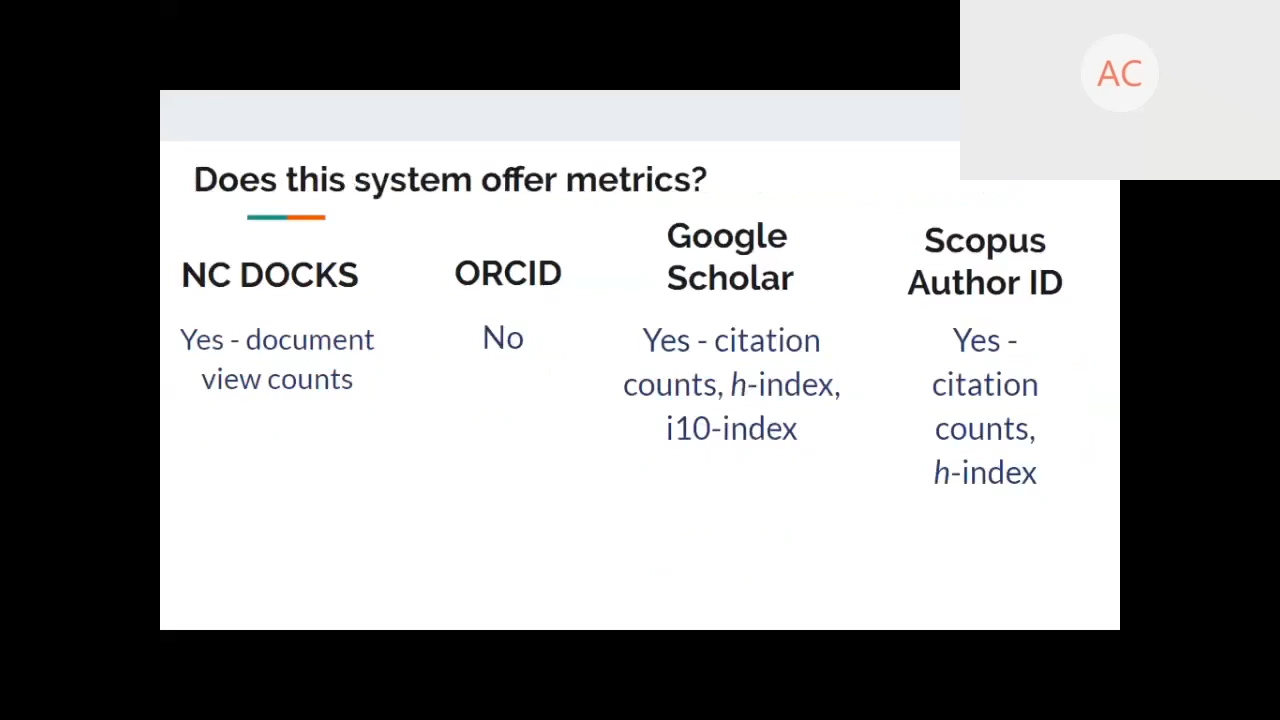 AC
Does this system offer metrics?
NC DOCKS
Yes - document
view counts
ORCID
No
Google
Scholar
Yes - citation
counts, h-index,
i10-index
Scopus
Author ID
Yes -
citation
counts,
h-index